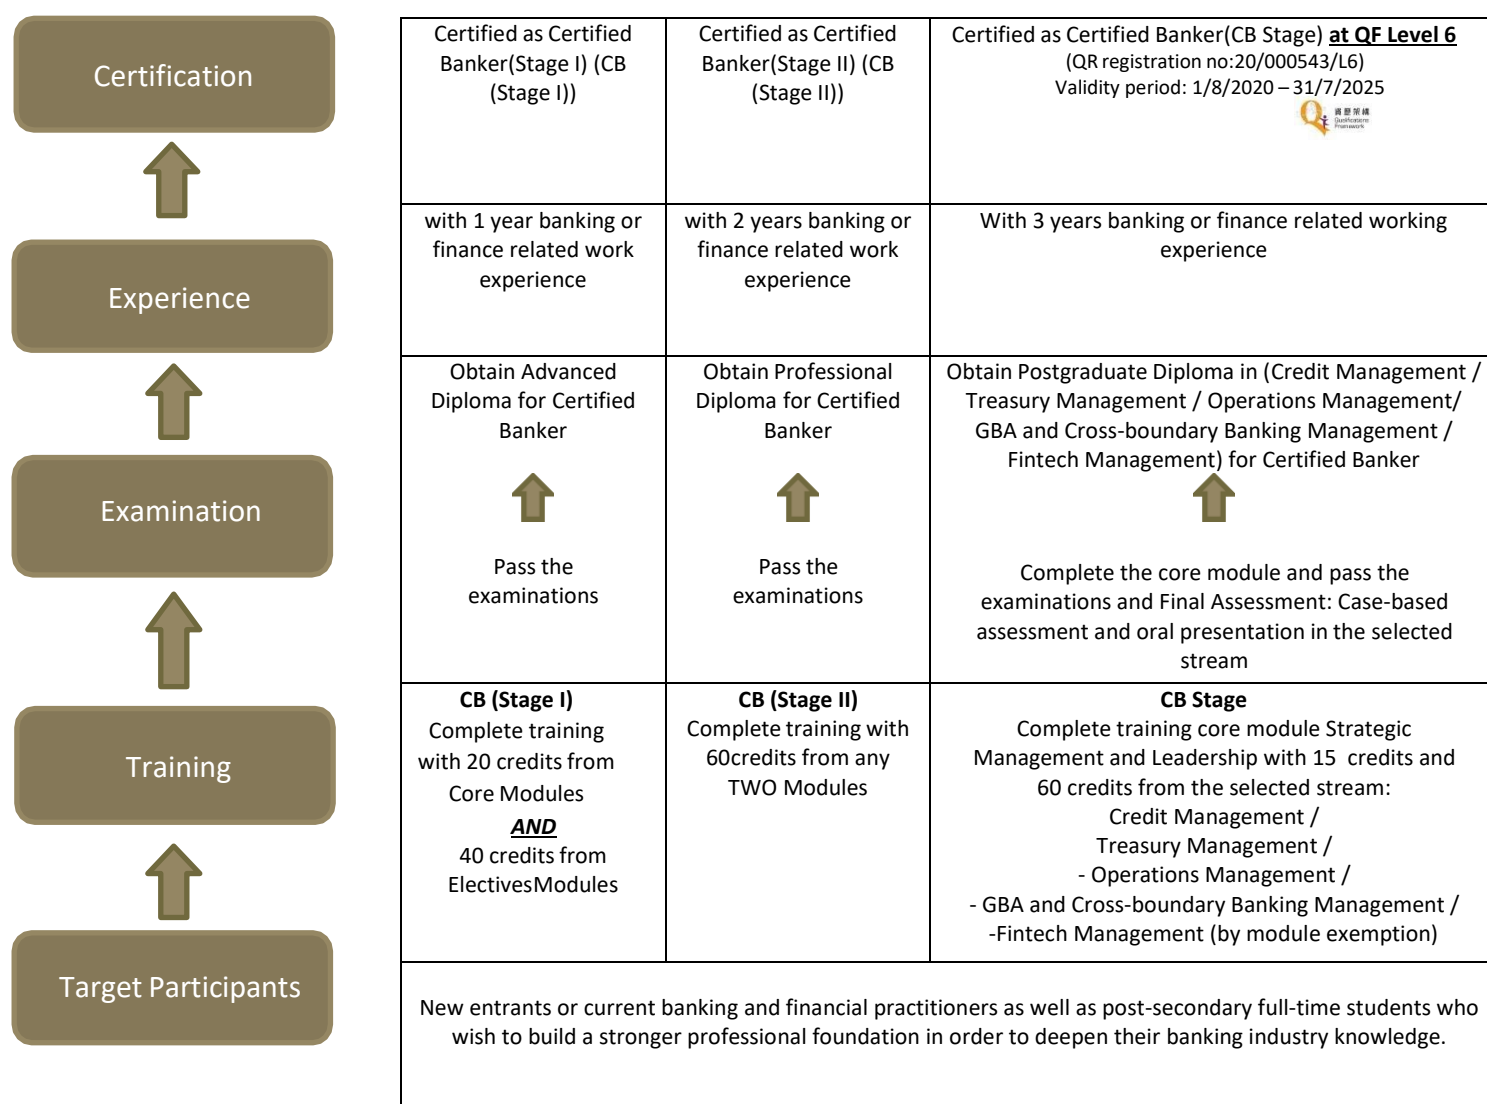 Certification
Certified as Certified
Banker(Stage I) (CB
(Stage I))
Certified as Certified
Banker(Stage II) (CB
(Stage II))
Certified as Certified Banker(CB Stage) at QF Level 6
(QR registration no:20/000543/L6)
Validity period: 1/8/2020 – 31/7/2025
資歷架構
Qualifications
Framework
Experience
with 1 year banking or
finance related work
experience
with 2 years banking or
finance related work
experience
With 3 years banking or finance related working
experience
Examination
Obtain Advanced
Diploma for Certified
Banker
Pass the
examinations
Obtain Professional
Diploma for Certified
Banker
Pass the
examinations
Obtain Postgraduate Diploma in (Credit Management /
Treasury Management / Operations Management/
GBA and Cross-boundary Banking Management /
Fintech Management) for Certified Banker
Complete the core module and pass the
examinations and Final Assessment: Case-based
assessment and oral presentation in the selected
stream
Training
CB (Stage I)
Complete training
with 20 credits from
Core Modules
AND
40 credits from
ElectivesModules
CB (Stage II)
Complete training with
60credits from any
TWO Modules
CB Stage
Complete training core module Strategic
Management and Leadership with 15 credits and
60 credits from the selected stream:
Credit Management /
Treasury Management /
- Operations Management /
- GBA and Cross-boundary Banking Management /
-Fintech Management (by module exemption)
Target Participants
New entrants or current banking and financial practitioners as well as post-secondary full-time students who
wish to build a stronger professional foundation in order to deepen their banking industry knowledge.